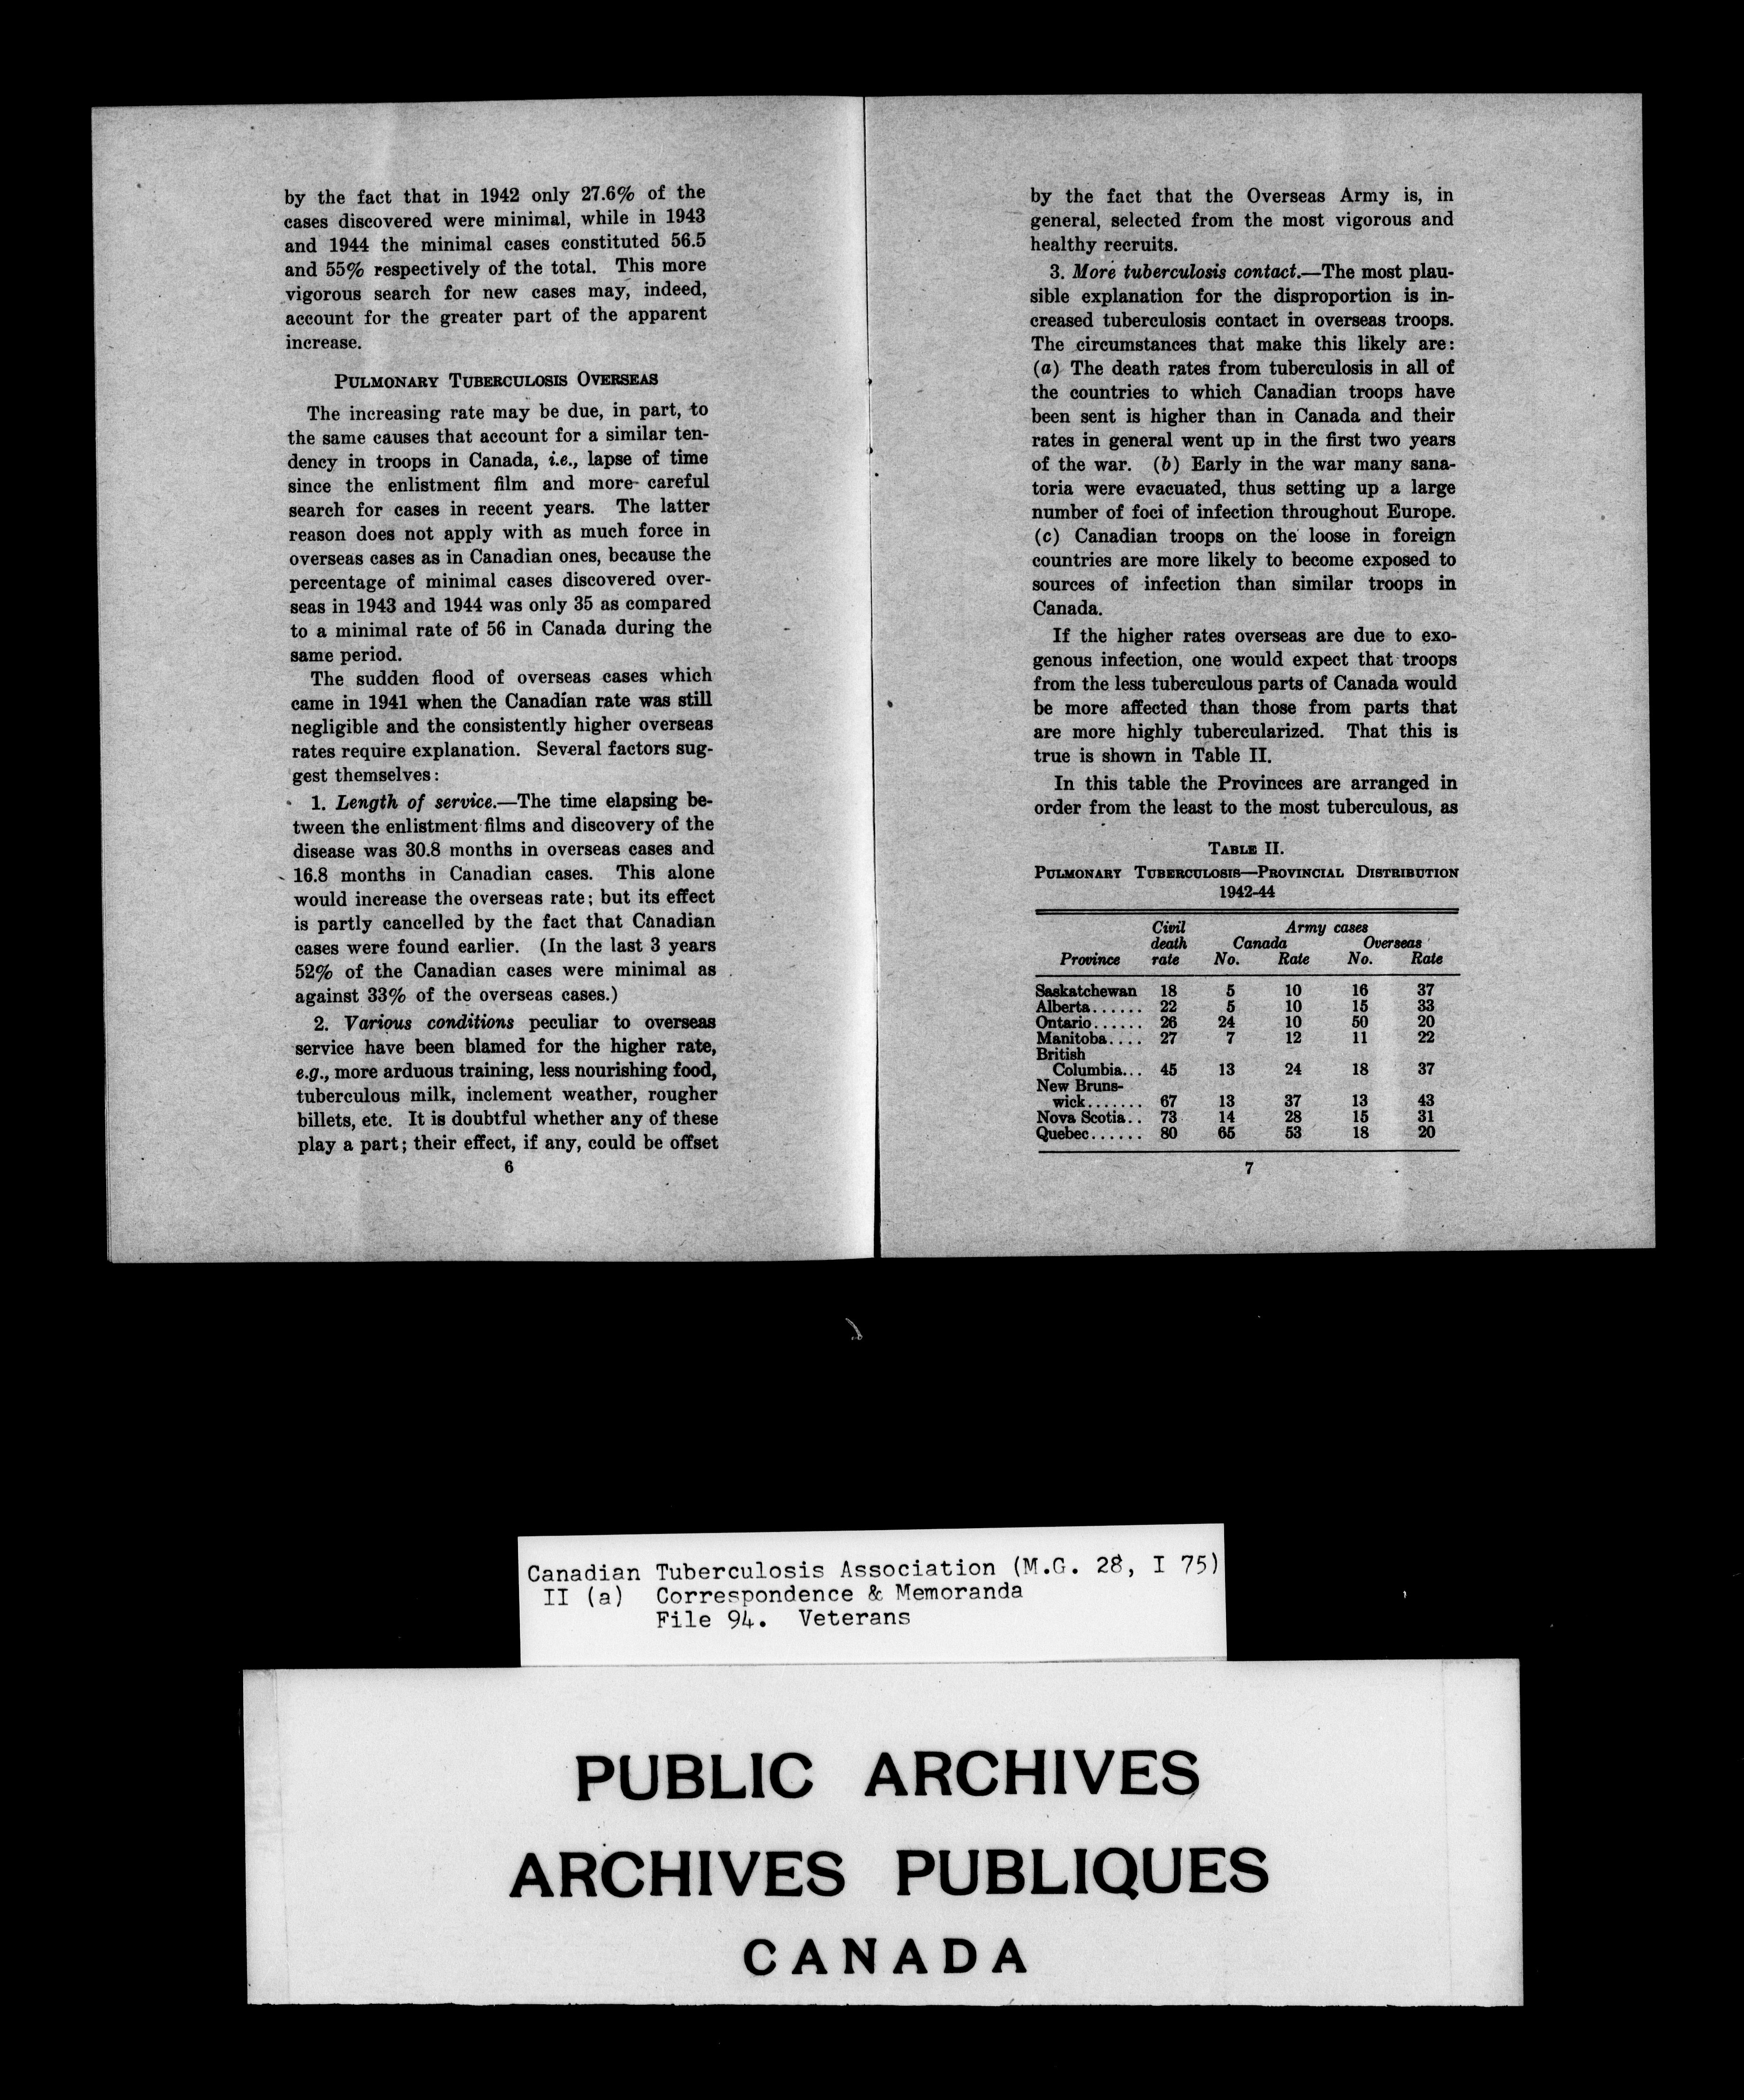 by the fact that in 1942 only 27.6% of the
cases discovered were minimal, while in 1943
and 1944 the minimal cases constituted 56.5
and 55% respectively of the total. This more
vigorous search for new cases may, indeed,
account for the greater part of the apparent
increase.
PULMONARY TUBERCULOSIS OVERSEAS
The increasing rate may be due, in part, to
the same causes that account for a similar ten-
dency in troops in Canada, i.e., lapse of time
since the enlistment film and more careful
search for cases in recent years. The latter
reason does not apply with as much force in
overseas cases as in Canadian ones, because the
percentage of minimal cases discovered over-
seas in 1943 and 1944 was only 35 as compared
to a minimal rate of 56 in Canada during the
same period.
The sudden flood of overseas cases which
came in 1941 when the Canadian rate was still
negligible and the consistently higher overseas
rates require explanation. Several factors sug-
gest themselves:
1. Length of service.—The time elapsing be-
tween the enlistment films and discovery of the
disease was 30.8 months in overseas cases and
16.8 months in Canadian cases. This alone
would increase the overseas rate; but its effect
is partly cancelled by the fact that Canadian
cases were found earlier. (In the last 3 years
52% of the Canadian cases were minimal as
against 33% of the overseas cases.)
2. Various conditions peculiar to overseas
service have been blamed for the higher rate,
e.g., more arduous training, less nourishing food,
tuberculous milk, inclement weather, rougher
billets, etc. It is doubtful whether any of these
play a part; their effect, if any, could be offset
6
by the fact that the Overseas Army is, in
general, selected from the most vigorous and
healthy recruits.
3. More tuberculosis contact.—The most plau-
sible explanation for the disproportion is in-
creased tuberculosis contact in overseas troops.
The circumstances that make this likely are:
(a) The death rates from tuberculosis in all of
the countries to which Canadian troops have
been sent is higher than in Canada and their
rates in general went up in the first two years
of the war. (b) Early in the war many sana-
toria were evacuated, thus setting up a large
number of foci of infection throughout Europe.
(c) Canadian troops on the loose in foreign
countries are more likely to become exposed to
sources of infection than similar troops in
Canada.
If the higher rates overseas are due to exo-
genous infection, one would expect that troops
from the less tuberculous parts of Canada would
be more affected than those from parts that
are more highly tubercularized. That this is
true is shown in Table II.
In this table the Provinces are arranged in
order from the least to the most tuberculous, as
TABLE II.
PULMONARY TUBERCULOSIS—PROVINCIAL DISTRIBUTION
1942-44
Civil Army cases
death Canada Overseas
Province rate No. Rate No. Rate
Saskatchewan 18 5 10 16 37
Alberta...... 22 5 10 15 33
Ontario...... 26 24 10 50 20
Manitoba.... 27 7 12 11 22
British
Columbia... 45 13 24 18 37
New Bruns-
wick....... 67 13 37 13 43
Nova Scotia.. 73 14 28 15 31
Quebec...... 80 65 53 18 20
7
Canadian Tuberculosis Association (M.G. 28, I 75)
II (a) Correspondence & Memoranda
File 94. Veterans
PUBLIC ARCHIVES
ARCHIVES PUBLIQUES
CANADA